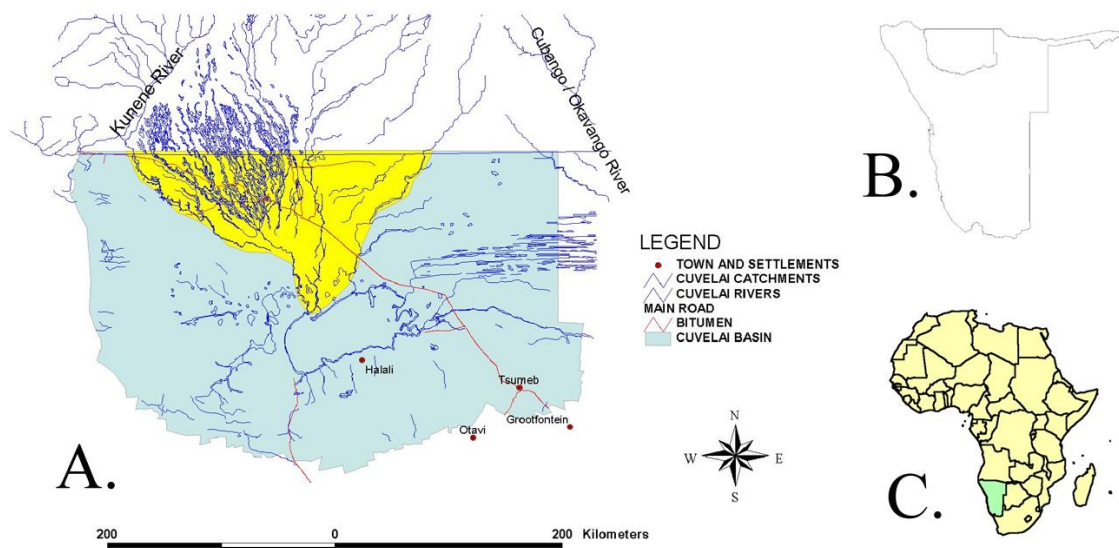 Kunene River
Cubango / Okavango River
B.
LEGEND
TOWN AND SETTLEMENTS
CUVELAI CATCHMENTS
CUVELAI RIVERS
MAIN ROAD
BITUMEN
CUVELAI BASIN
Halali
Tsumeb
Grootfontein
Otavi
A.
N
W
E
S
C.
200
0
200
Kilometers